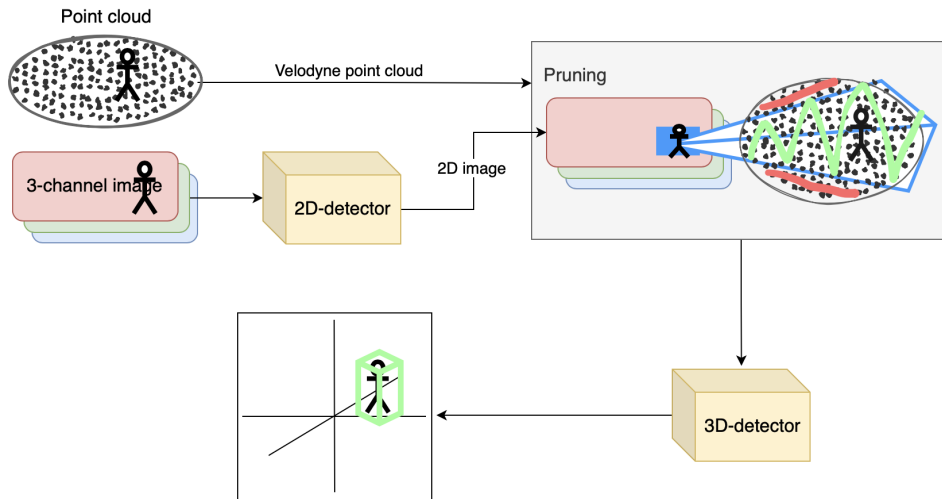 Point cloud
Velodyne point cloud
Pruning
3-channel image
2D-detector
2D image
3D-detector